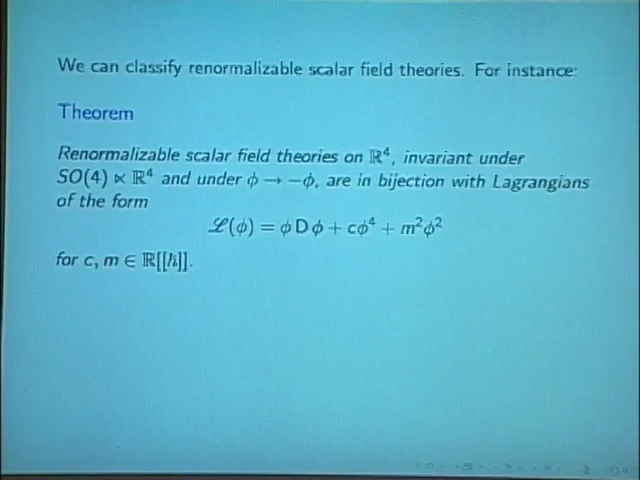 We can classify renormalizable scalar field theories. For instance:
Theorem
Renormalizable scalar field theories on ℝ⁴, invariant under
SO(4) ⋉ ℝ⁴ and under ϕ → −ϕ, are in bijection with Lagrangians
of the form
ℒ(ϕ) = ϕ D ϕ + cϕ⁴ + m²ϕ²
for c, m ∈ ℝ[[ℏ]].